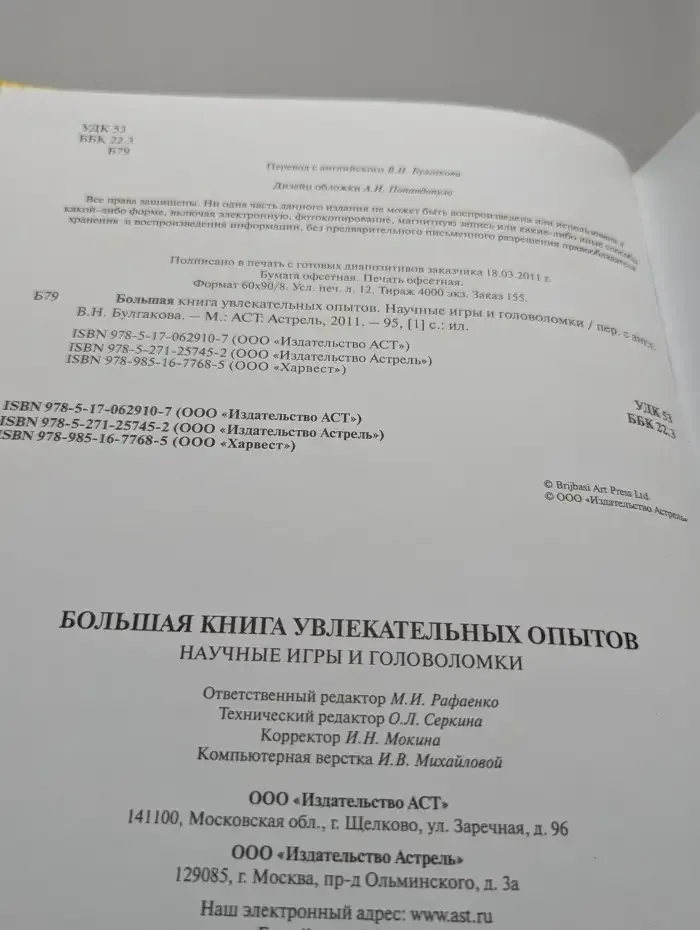 УДК 53
ББК 22.3
Б79
Перевод с английского В.Н. Булгакова
Дизайн обложки А.И. Пападопула
Все права защищены. Ни одна часть данного издания не может быть воспроизведена или использована в
какой-либо форме, включая электронную, фотокопирование, магнитную запись или какие-либо иные способы
хранения и воспроизведения информации, без предварительного письменного разрешения правообладателя
Подписано в печать с готовых диапозитивов заказчика 18.03.2011 г.
Бумага офсетная. Печать офсетная.
Формат 60х90/8. Усл. печ. л. 12. Тираж 4000 экз. Заказ 155.
Б79 Большая книга увлекательных опытов. Научные игры и головоломки / пер. с англ.
В.Н. Булгакова. — М.: АСТ: Астрель, 2011. — 95, [1] с.: ил.
ISBN 978-5-17-062910-7 (ООО «Издательство АСТ»)
ISBN 978-5-271-25745-2 (ООО «Издательство Астрель»)
ISBN 978-985-16-7768-5 (ООО «Харвест»)
УДК 53
ББК 22.3
ISBN 978-5-17-062910-7 (ООО «Издательство АСТ»)
ISBN 978-5-271-25745-2 (ООО «Издательство Астрель»)
ISBN 978-985-16-7768-5 (ООО «Харвест»)
© Brijbasi Art Press Ltd.
© ООО «Издательство Астрель»
БОЛЬШАЯ КНИГА УВЛЕКАТЕЛЬНЫХ ОПЫТОВ
НАУЧНЫЕ ИГРЫ И ГОЛОВОЛОМКИ
Ответственный редактор М.И. Рафаенко
Технический редактор О.Л. Серкина
Корректор И.Н. Мокина
Компьютерная верстка И.В. Михайловой
ООО «Издательство АСТ»
141100, Московская обл., г. Щелково, ул. Заречная, д. 96
ООО «Издательство Астрель»
129085, г. Москва, пр-д Ольминского, д. 3а
Наш электронный адрес: www.ast.ru